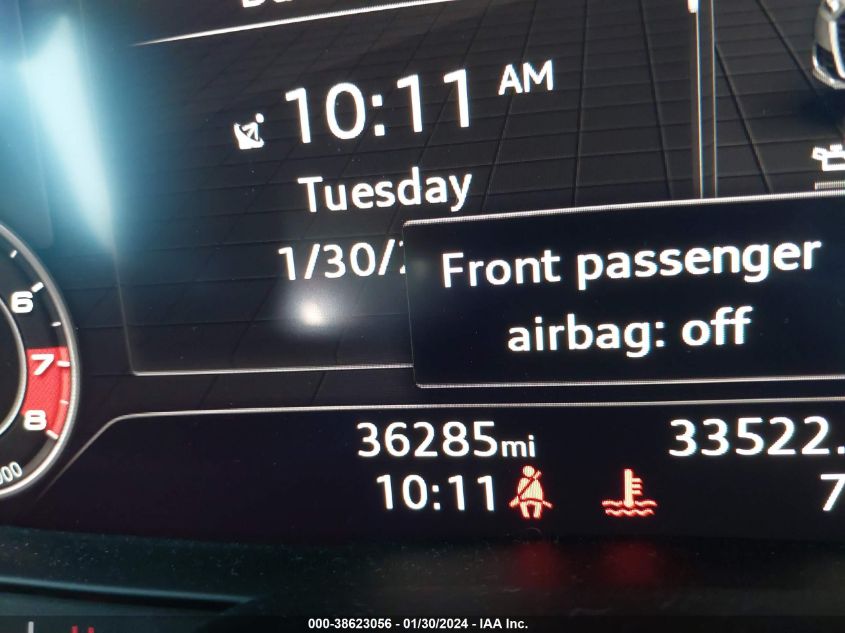 10:11 AM
Tuesday
1/30/
Front passenger
airbag: off
6
7
8
36285mi
33522.
10:11
7
000-38623056 - 01/30/2024 - IAA Inc.